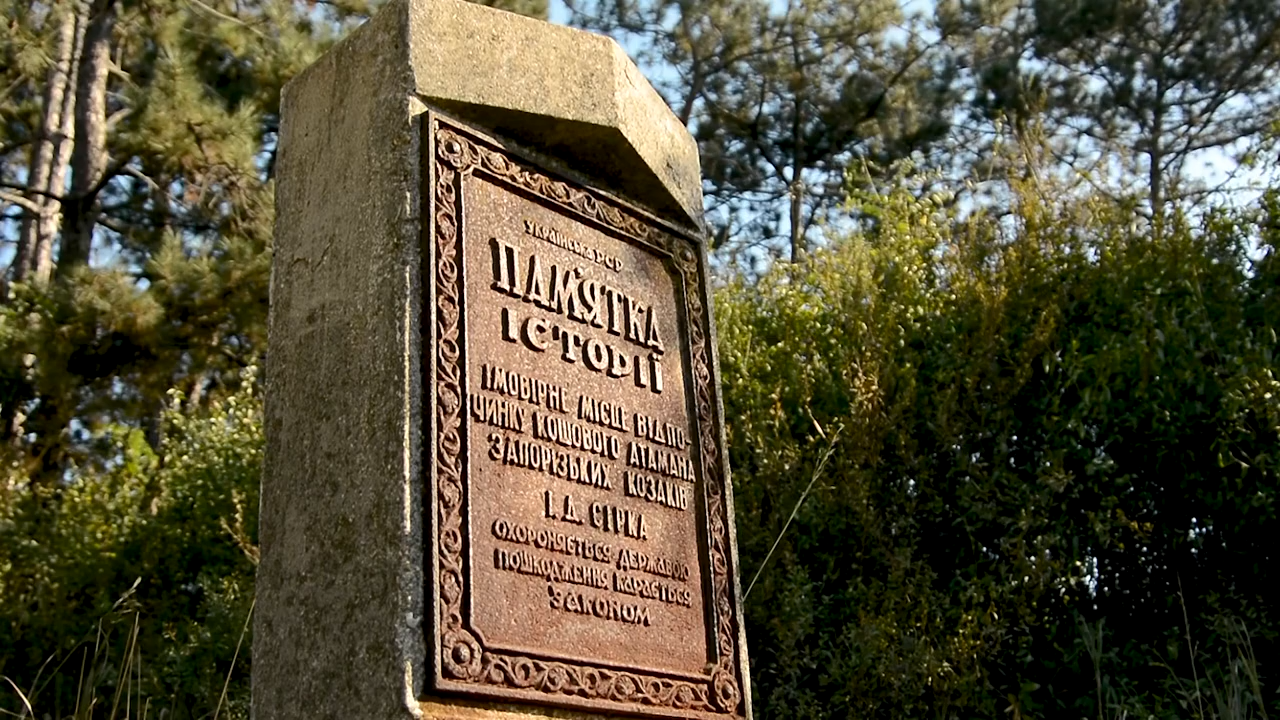 УКРАЇНСЬКА РСР
ПАМ'ЯТКА
ІСТОРІЇ
ІМОВІРНЕ МІСЦЕ ВІДПО-
ЧИНКУ КОШОВОГО АТАМАНА
ЗАПОРІЗЬКИХ КОЗАКІВ
І. Д. СІРКА
ОХОРОНЯЄТЬСЯ ДЕРЖАВОЮ
ПОШКОДЖЕННЯ КАРАЄТЬСЯ
ЗАКОНОМ